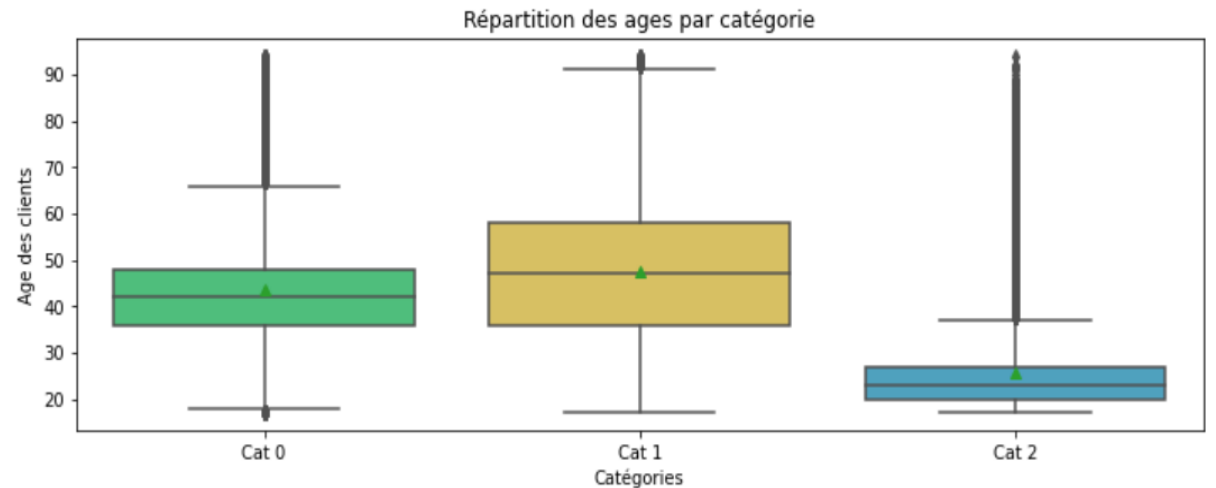 Répartition des ages par catégorie
Age des clients
90
80
70
60
50
40
30
20
Cat 0 Cat 1 Cat 2
Catégories